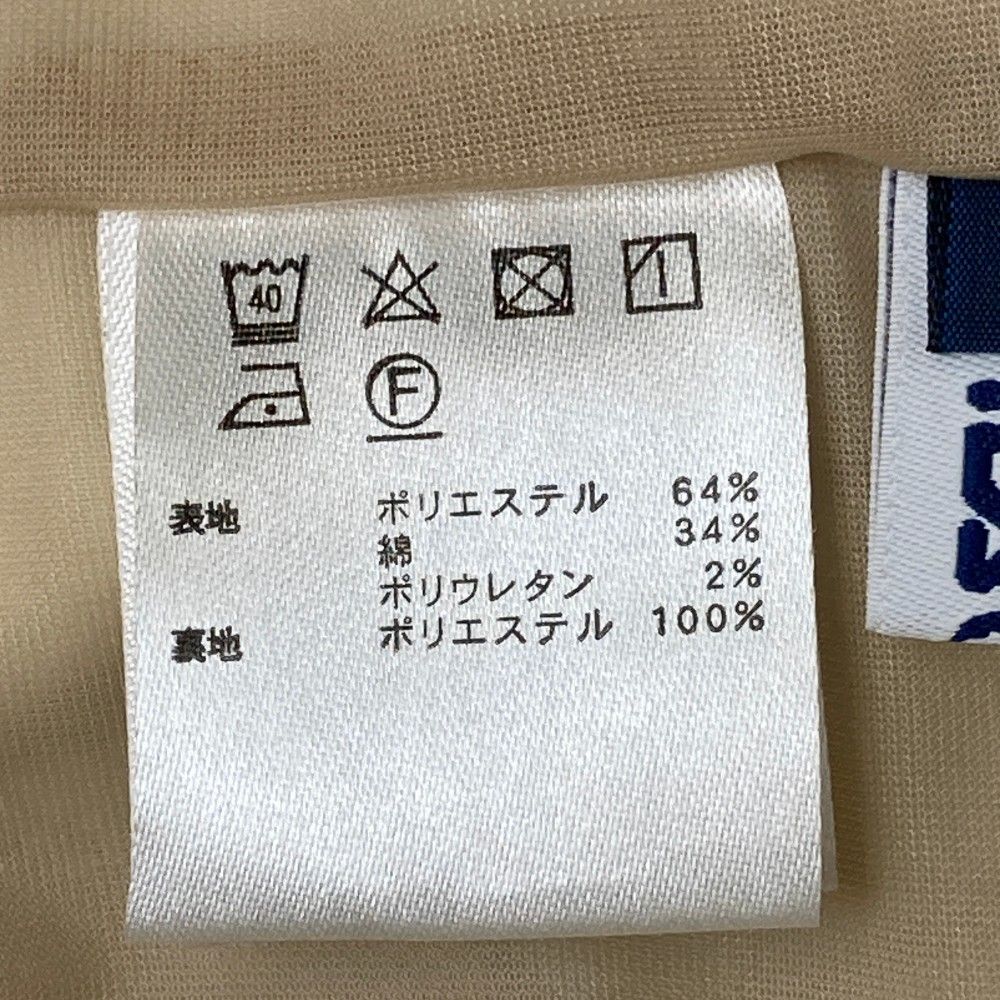 40
F
表地 ポリエステル 64%
綿 34%
ポリウレタン 2%
裏地 ポリエステル 100%